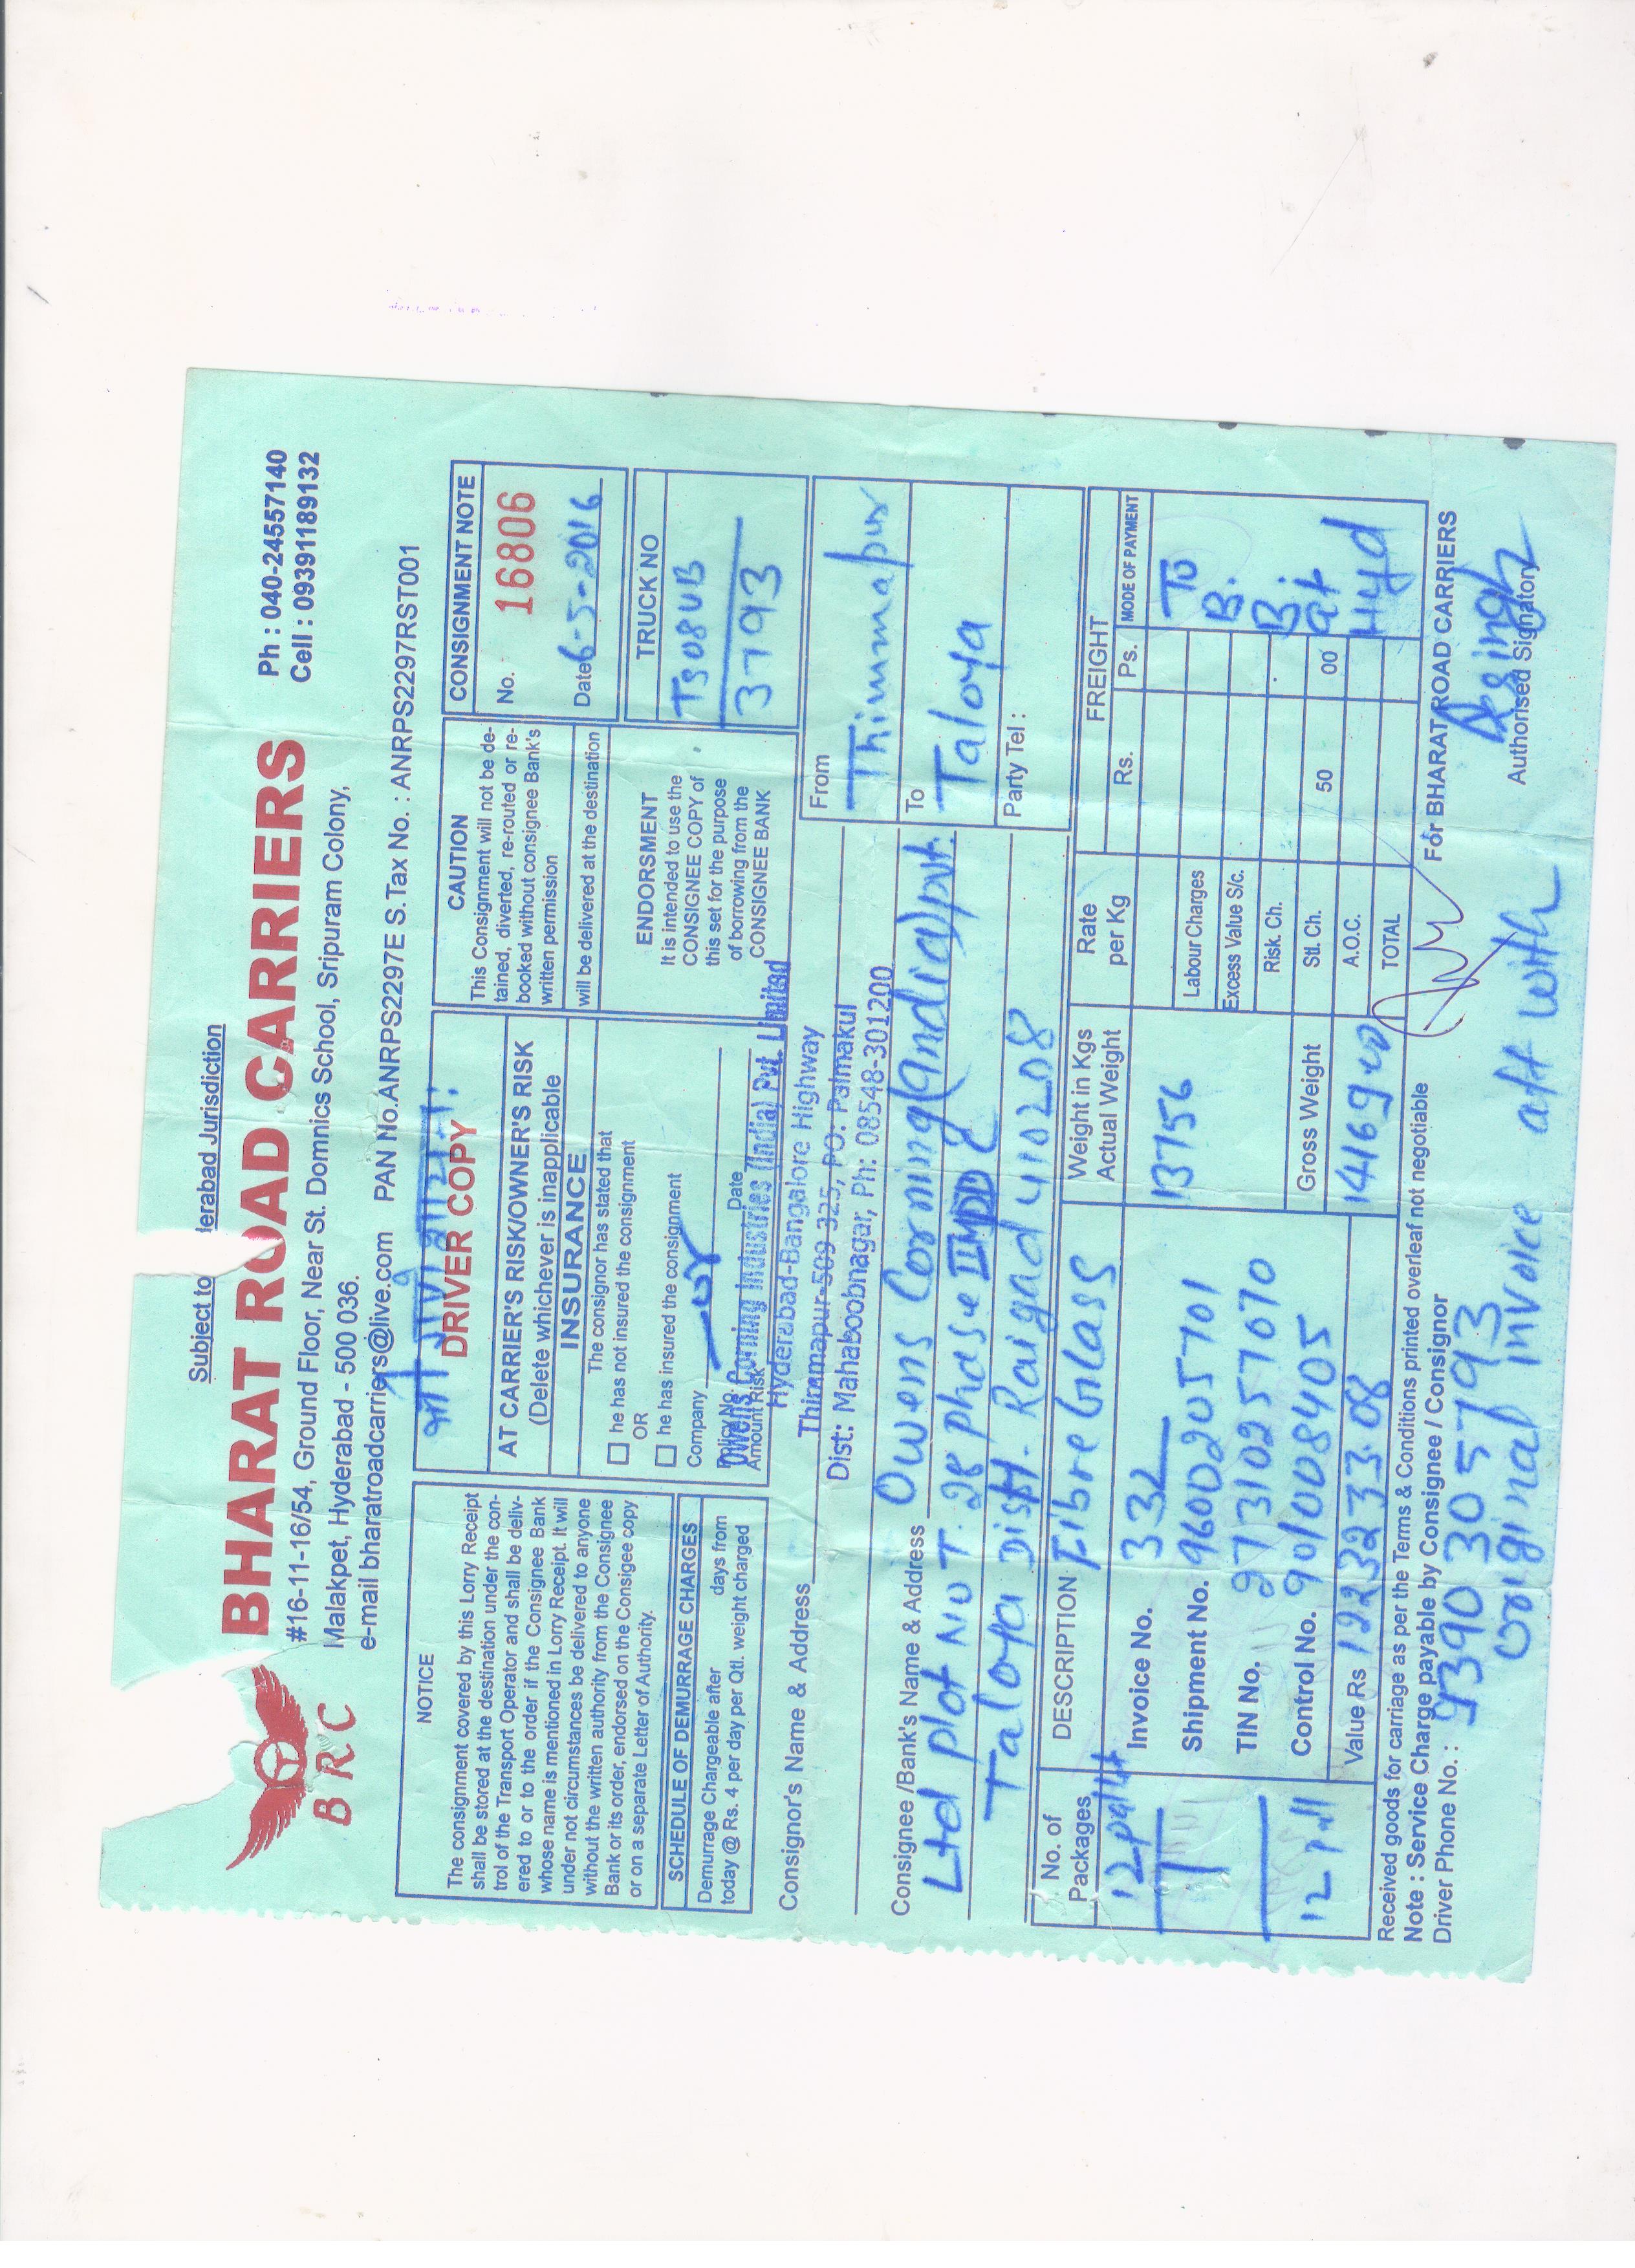 Subject to derabad Jurisdiction
BHARAT ROAD CARRIERS
BRC
#16-11-16/54, Ground Floor, Near St. Domnics School, Sripuram Colony,
Malakpet, Hyderabad - 500 036.
e-mail bharatroadcarriers@live.com PAN No.ANRPS2297E S.Tax No. : ANRPS2297RST001
Ph : 040-24557140
Cell : 09391189132
NOTICE
The consignment covered by this Lorry Receipt
shall be stored at the destination under the con-
trol of the Transport Operator and shall be deliv-
ered to or to the order if the Consignee Bank
whose name is mentioned in Lorry Receipt. It will
under not circumstances be delivered to anyone
without the written authority from the Consignee
Bank or its order, endorsed on the Consigee copy
or on a separate Letter of Authority.
SCHEDULE OF DEMURRAGE CHARGES
Demurrage Chargeable after days from
today @ Rs. 4 per day per Qtl. weight charged
DRIVER COPY
AT CARRIER'S RISK/OWNER'S RISK
(Delete whichever is inapplicable
INSURANCE
The consignor has stated that
he has not insured the consignment
OR
he has insured the consignment
Company
Policy No. Date
Amount Risk
CAUTION
This Consignment will not be de-
tained, diverted, re-routed or re-
booked without consignee Bank's
written permission
will be delivered at the destination
ENDORSMENT
It is intended to use the
CONSIGNEE COPY of
this set for the purpose
of borrowing from the
CONSIGNEE BANK
CONSIGNMENT NOTE
No. 16806
Date 6-5-2016
TRUCK NO
TS08UB
3793
Consignor's Name & Address
Owens Corning Industries (India) Pvt. Limited
Hyderabad-Bangalore Highway
Thimmapur-509 325, PO: Palmakul
Dist: Mahaboobnagar, Ph: 08548-301200
From
Thimmapur
Consignee /Bank's Name & Address Owens Corning (India) pvt.
Ltd plot No T. 28 phase II
Taloya Distt- Raigad 410208
To
Taloya
Party Tel :
No. of
Packages
12 pallet
12 pall
DESCRIPTION Fibre Glass
Invoice No. 332
Shipment No. 9600205701
TIN No. 27310257070
Control No. 901008405
Value Rs 1223233.08
Weight in Kgs
Actual Weight
13756
Gross Weight
Rate
per Kg
Labour Charges
Excess Value S/c.
Risk. Ch.
Stl. Ch. 50 00
A.O.C.
TOTAL
FREIGHT
Rs. Ps. MODE OF PAYMENT
To
B.
B.
at
Hyd
Received goods for carriage as per the Terms & Conditions printed overleaf not negotiable
Note : Service Charge payable by Consignee / Consignor
Driver Phone No. : 9390305793
original invoice att with
For BHARAT ROAD CARRIERS
Authorised Signatory